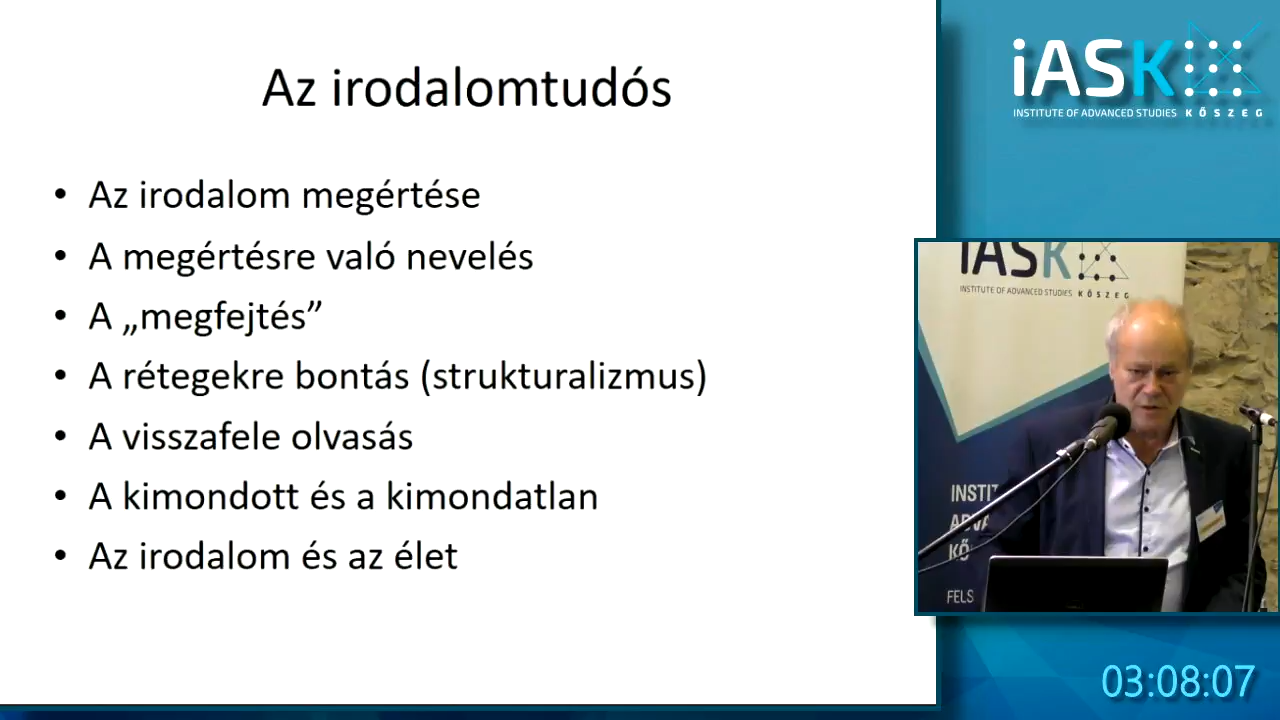 Az irodalomtudós
• Az irodalom megértése
• A megértésre való nevelés
• A „megfejtés”
• A rétegekre bontás (strukturalizmus)
• A visszafele olvasás
• A kimondott és a kimondatlan
• Az irodalom és az élet
iASK
INSTITUTE OF ADVANCED STUDIES KŐSZEG
iASK
INSTITUTE OF ADVANCED STUDIES KŐSZEG
INSTIT
KŐ
FELS
03:08:07